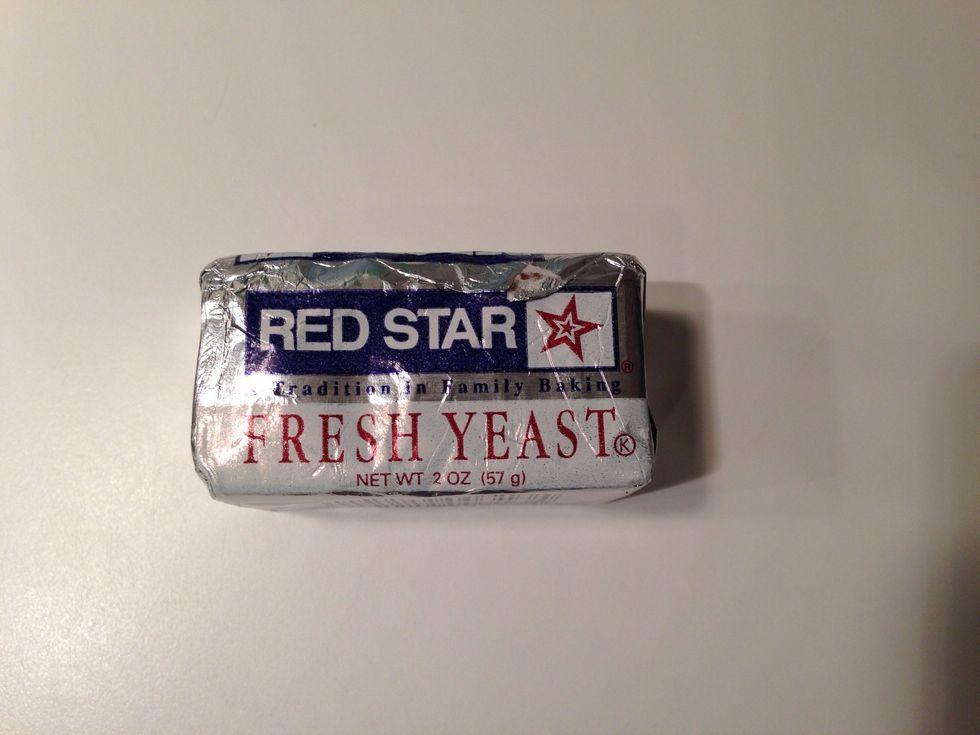 RED STAR
®
A Tradition in Family Baking
FRESH YEAST Ⓚ
NET WT 2 OZ (57 g)